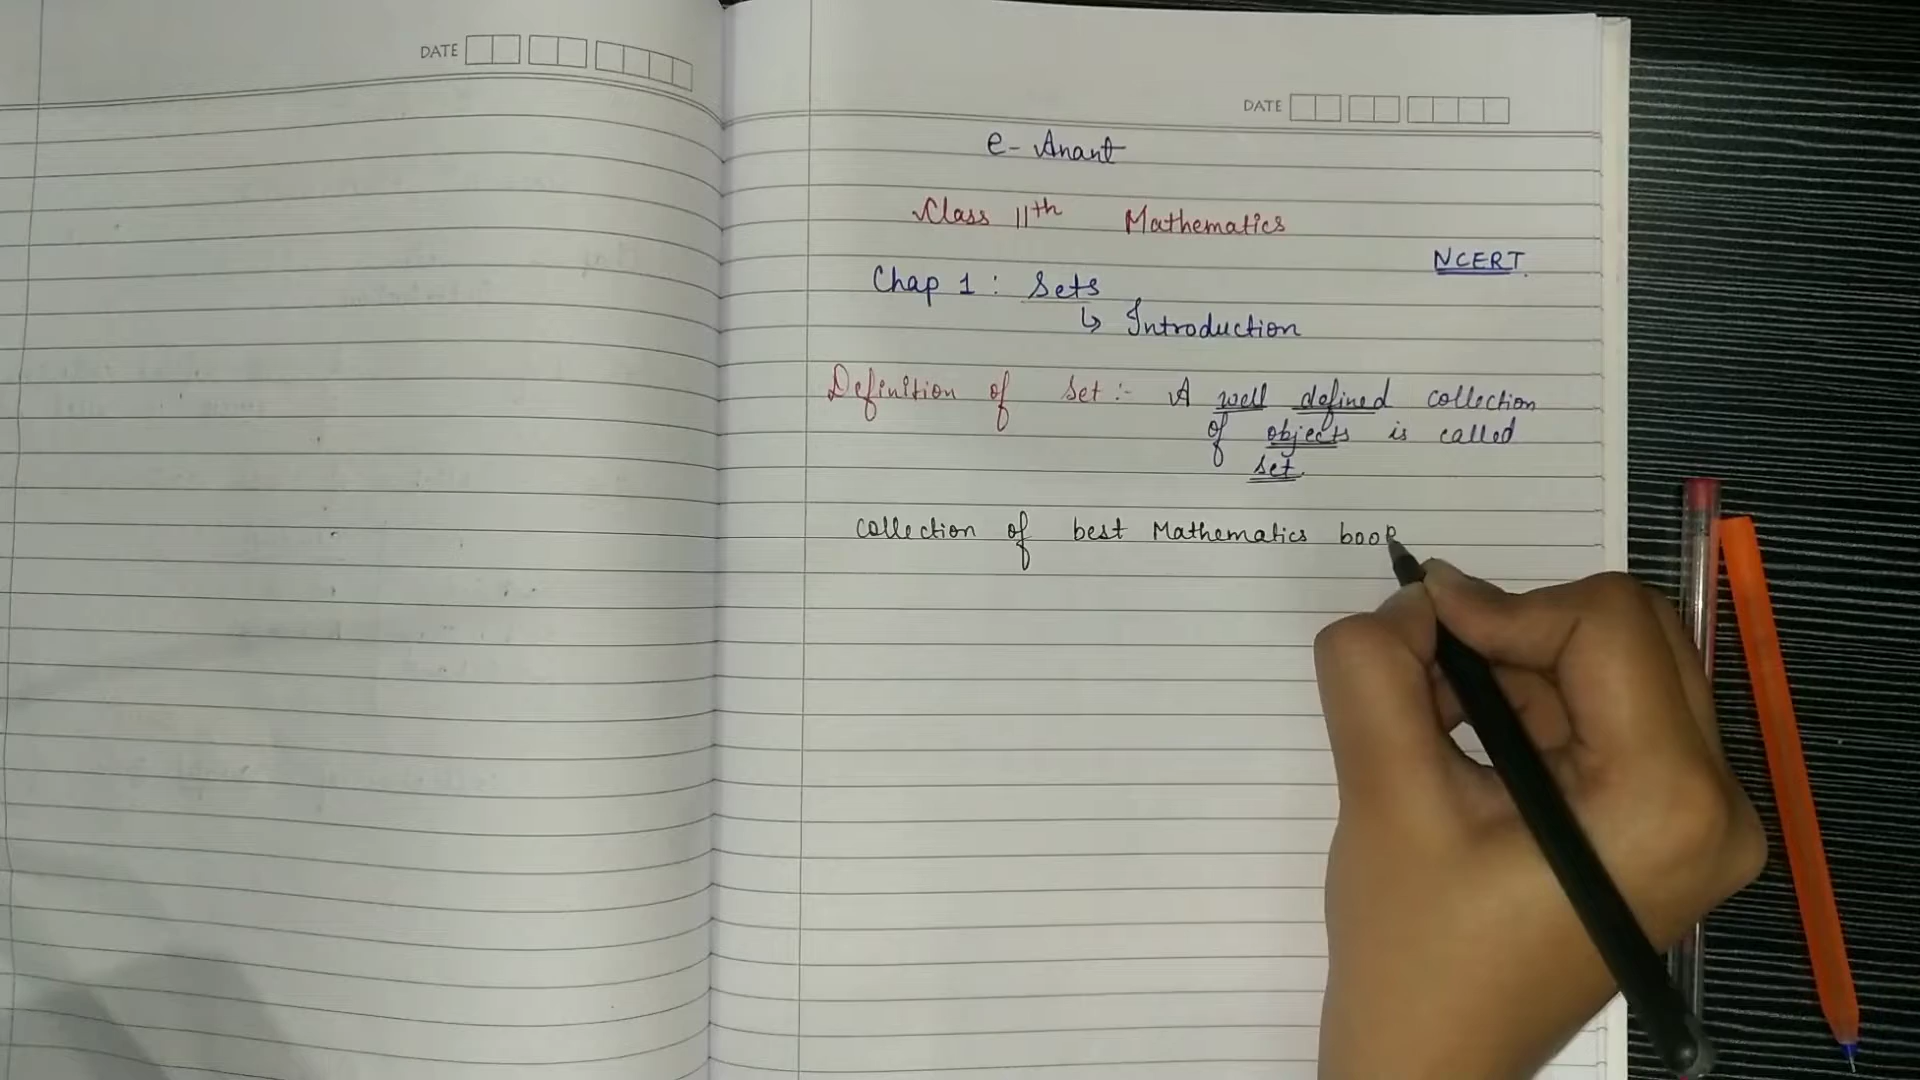 DATE
DATE
e- Anant
Class 11th Mathematics
NCERT.
Chap 1 : Sets
↳ Introduction
Definition of Set :- A well defined collection
of objects is called
set.
Collection of best Mathematics book